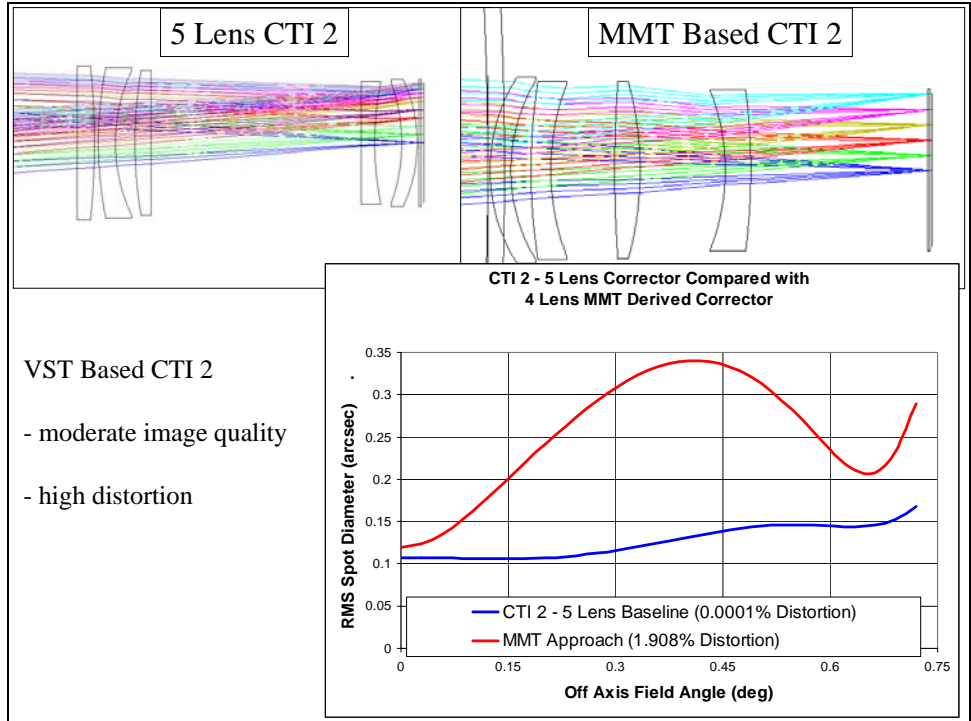 5 Lens CTI 2
MMT Based CTI 2
VST Based CTI 2
- moderate image quality
- high distortion
CTI 2 - 5 Lens Corrector Compared with
4 Lens MMT Derived Corrector
RMS Spot Diameter (arcsec)
0.35
0.3
0.25
0.2
0.15
0.1
0.05
0
CTI 2 - 5 Lens Baseline (0.0001% Distortion)
MMT Approach (1.908% Distortion)
0 0.15 0.3 0.45 0.6 0.75
Off Axis Field Angle (deg)